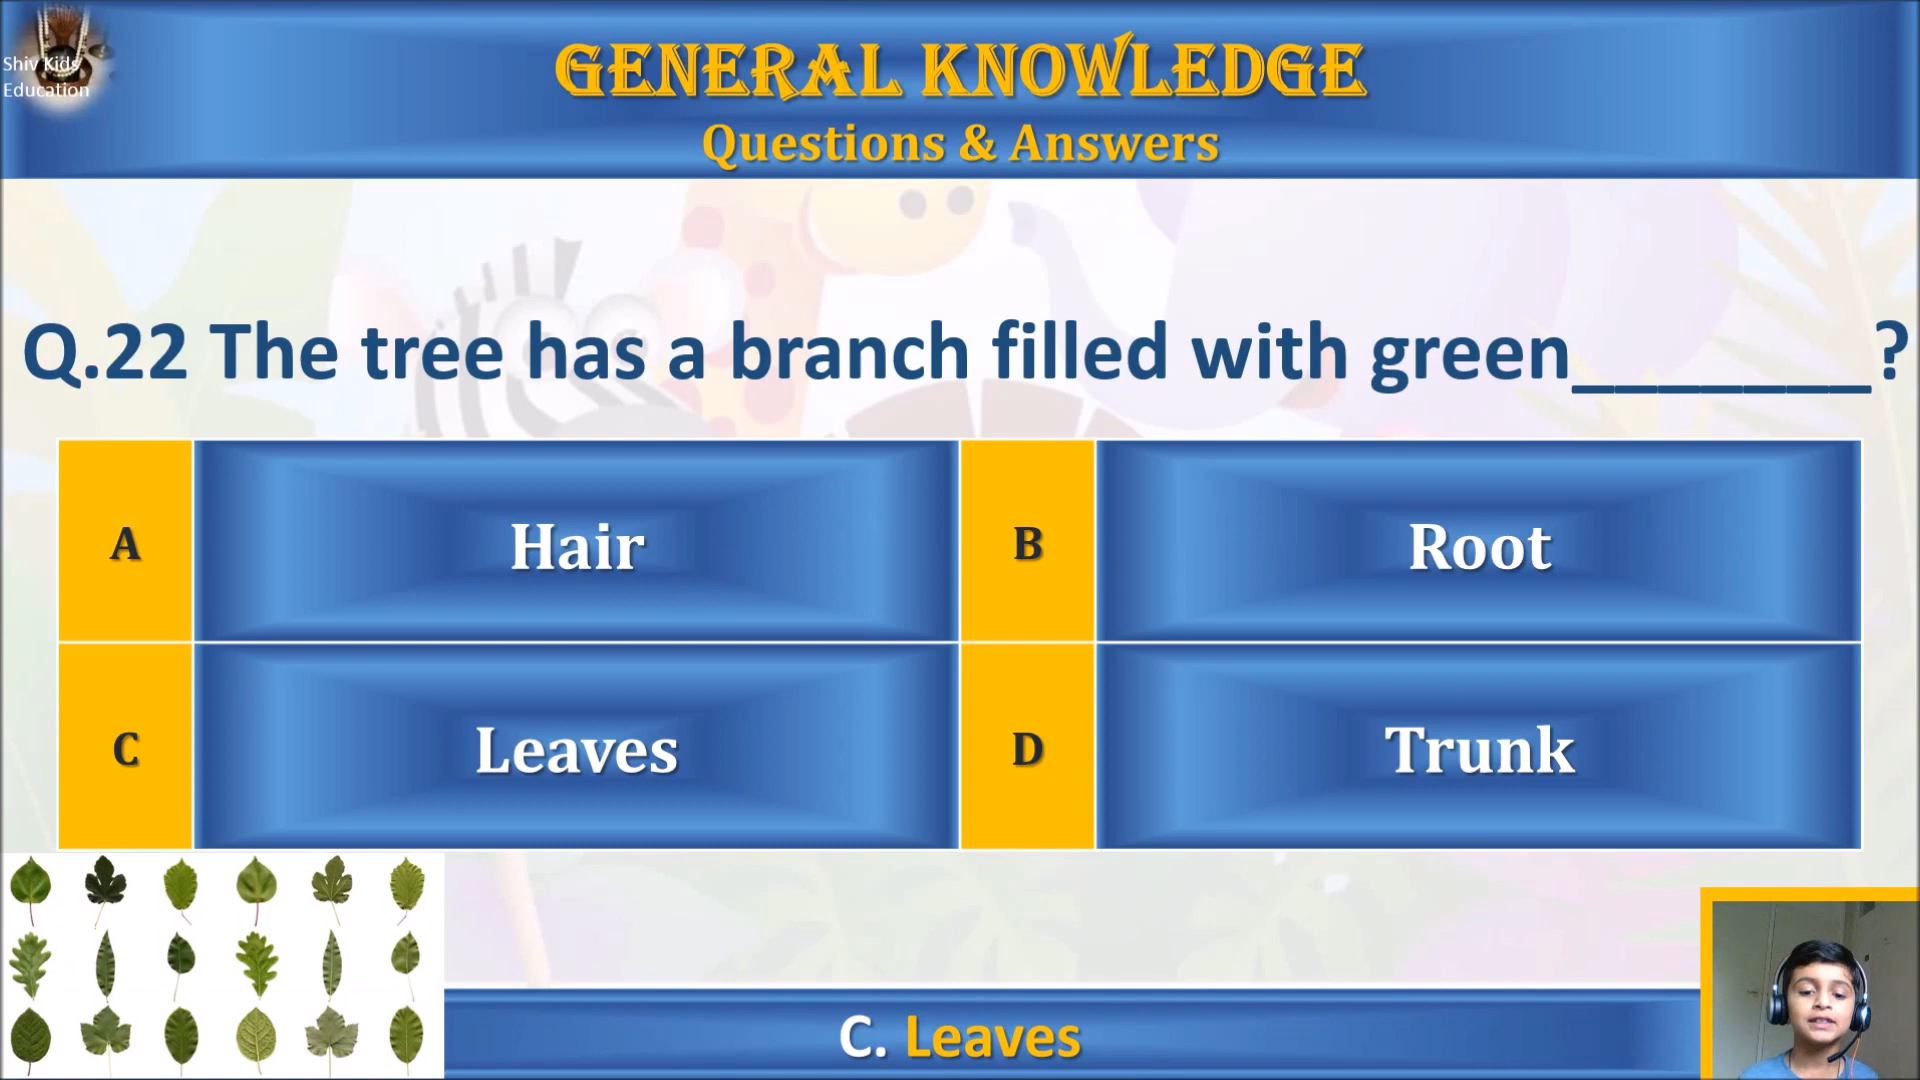 Shiv Kids
Education
GENERAL KNOWLEDGE
Questions & Answers
Q.22 The tree has a branch filled with green_______?
A
Hair
B
Root
C
Leaves
D
Trunk
C. Leaves